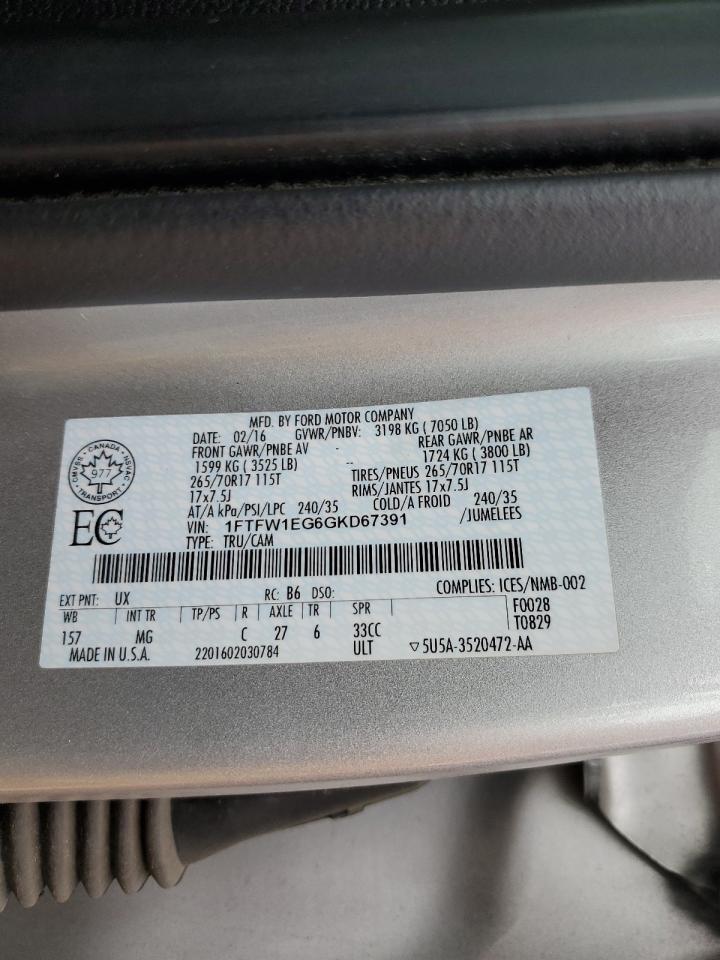 MFD. BY FORD MOTOR COMPANY
DATE: 02/16 GVWR/PNBV: 3198 KG ( 7050 LB)
FRONT GAWR/PNBE AV -- REAR GAWR/PNBE AR
1599 KG ( 3525 LB) 1724 KG ( 3800 LB)
265/70R17 115T TIRES/PNEUS 265/70R17 115T
17x7.5J RIMS/JANTES 17x7.5J
AT/A kPa/PSI/LPC 240/35 COLD/A FROID 240/35
VIN: 1FTFW1EG6GKD67391 /JUMELEES
TYPE: TRU/CAM
CMVSS · CANADA · NSVAC
977
TRANSPORT
EC
EXT PNT: UX RC: B6 DSO: COMPLIES: ICES/NMB-002
WB INT TR TP/PS R AXLE TR SPR F0028
157 MG C 27 6 33CC T0829
MADE IN U.S.A. 2201602030784 ULT ▽5U5A-3520472-AA